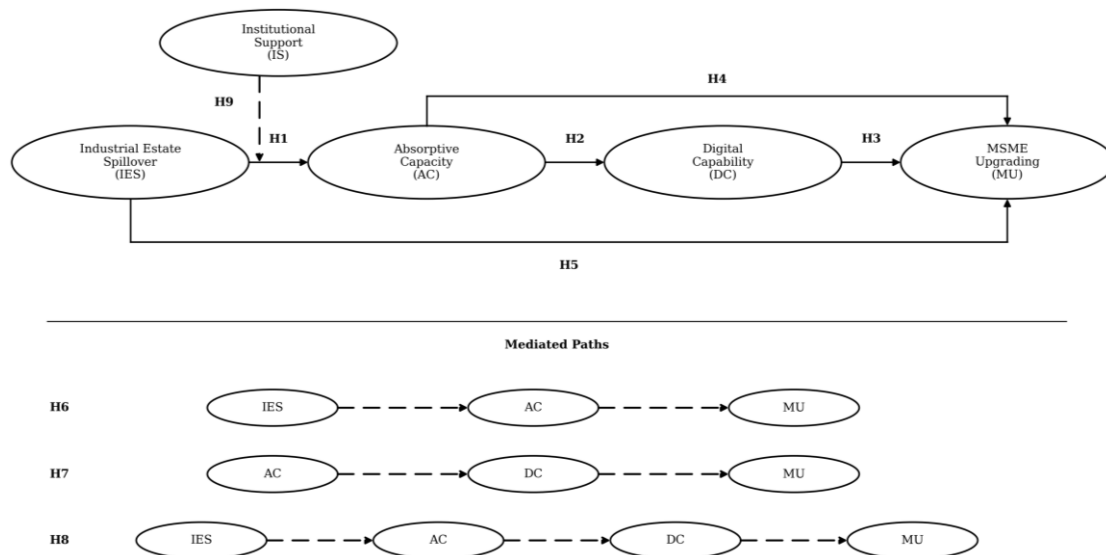 Institutional
Support
(IS)
H9
H4
H1
H2
H3
Industrial Estate
Spillover
(IES)
Absorptive
Capacity
(AC)
Digital
Capability
(DC)
MSME
Upgrading
(MU)
H5
Mediated Paths
H6 IES AC MU
H7 AC DC MU
H8 IES AC DC MU